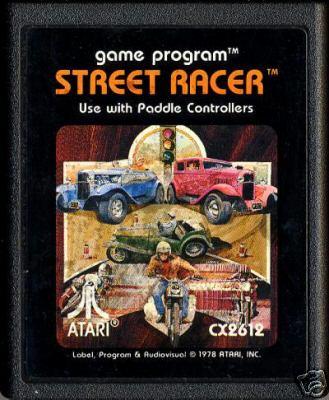 game program™
STREET RACER™
Use with Paddle Controllers
ATARI®
CX2612
Label, Program & Audiovisual © 1978 ATARI, INC.